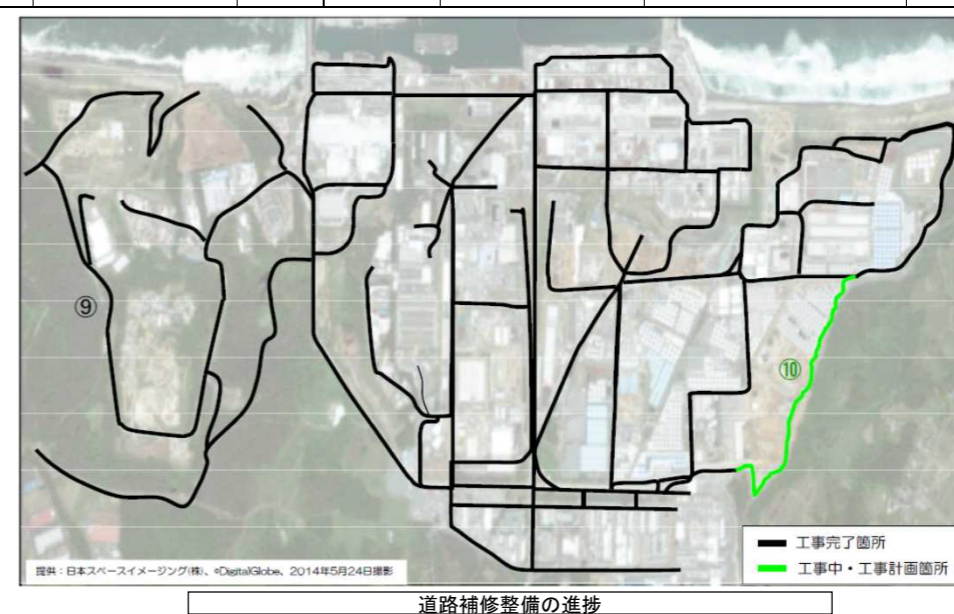 ⑨
⑩
工事完了箇所
工事中・工事計画箇所
提供：日本スペースイメージング(株)、©DigitalGlobe、2014年5月24日撮影
道路補修整備の進捗